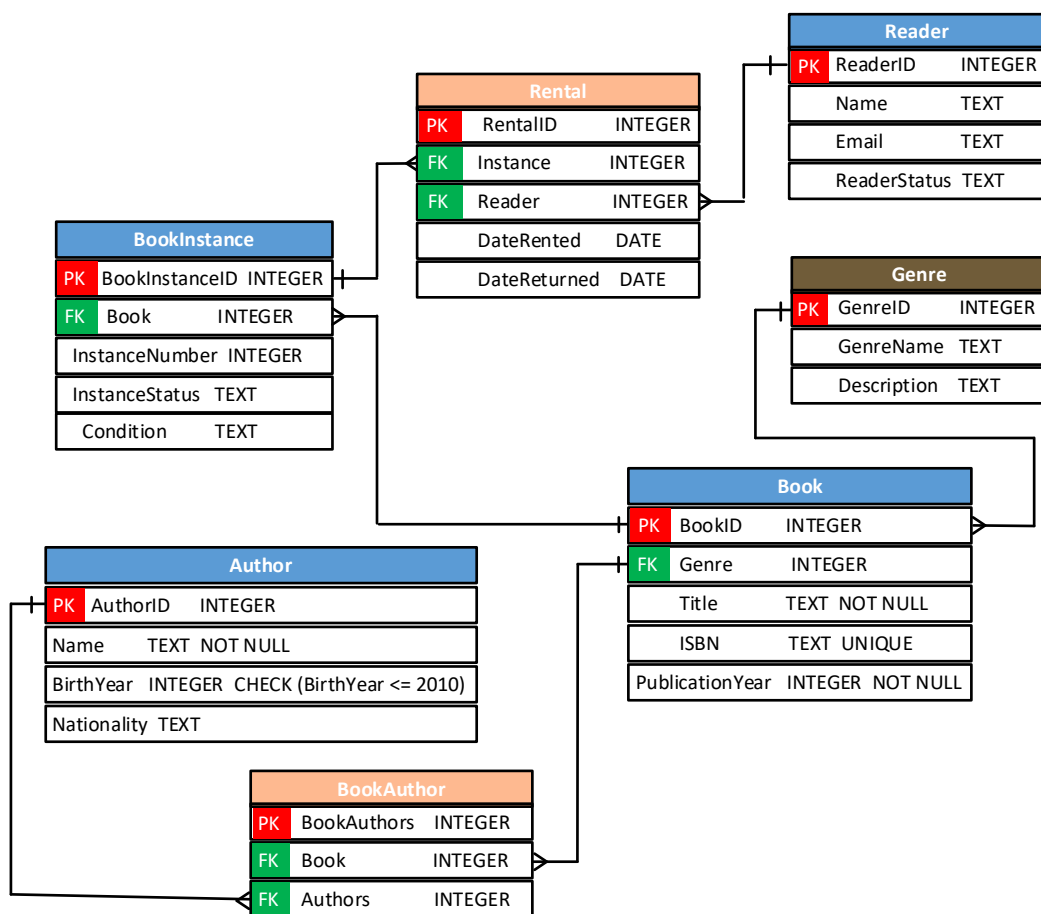 Reader
PK ReaderID INTEGER
Name TEXT
Email TEXT
ReaderStatus TEXT
Rental
PK RentalID INTEGER
FK Instance INTEGER
FK Reader INTEGER
DateRented DATE
DateReturned DATE
BookInstance
PK BookInstanceID INTEGER
FK Book INTEGER
InstanceNumber INTEGER
InstanceStatus TEXT
Condition TEXT
Genre
PK GenreID INTEGER
GenreName TEXT
Description TEXT
Book
PK BookID INTEGER
FK Genre INTEGER
Title TEXT NOT NULL
ISBN TEXT UNIQUE
PublicationYear INTEGER NOT NULL
Author
PK AuthorID INTEGER
Name TEXT NOT NULL
BirthYear INTEGER CHECK (BirthYear <= 2010)
Nationality TEXT
BookAuthor
PK BookAuthors INTEGER
FK Book INTEGER
FK Authors INTEGER